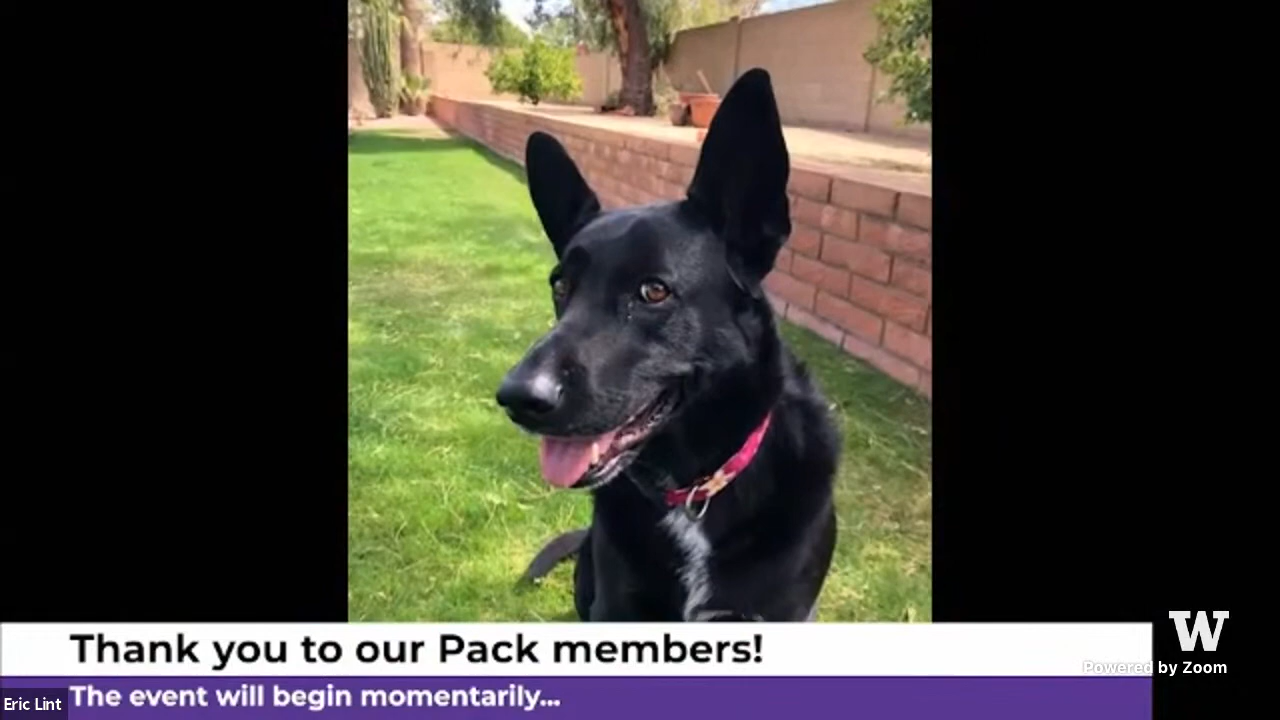 Thank you to our Pack members!
W
Powered by Zoom
The event will begin momentarily...
Eric Lint